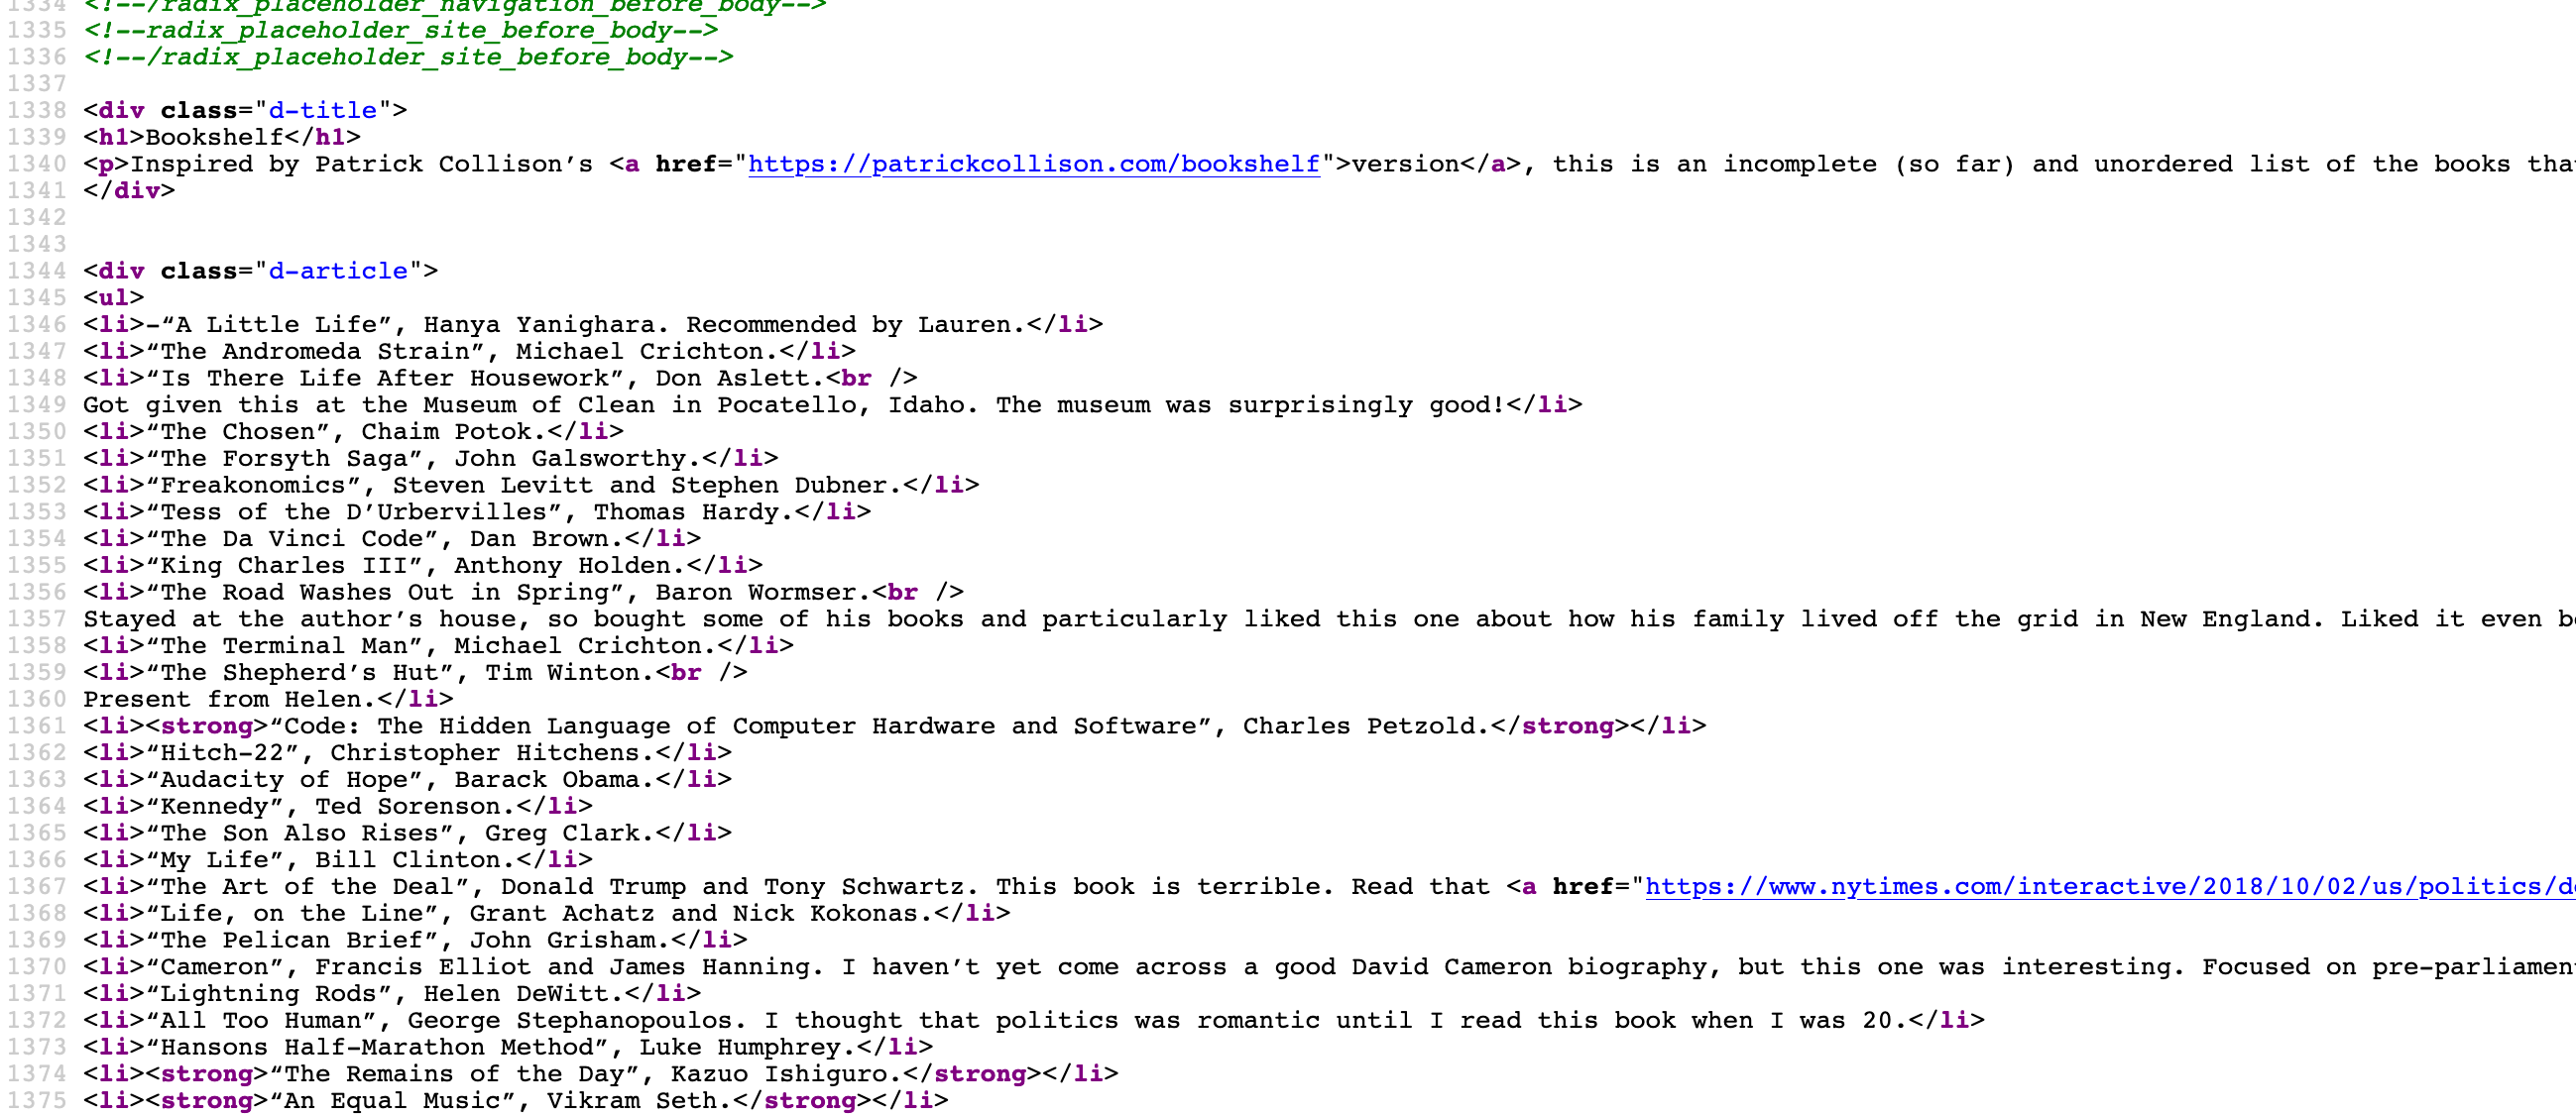 1334 <!--/radix_placeholder_navigation_before_body-->
1335 <!--radix_placeholder_site_before_body-->
1336 <!--/radix_placeholder_site_before_body-->
1337
1338 <div class="d-title">
1339 <h1>Bookshelf</h1>
1340 <p>Inspired by Patrick Collison’s <a href="https://patrickcollison.com/bookshelf">version</a>, this is an incomplete (so far) and unordered list of the books tha
1341 </div>
1342
1343
1344 <div class="d-article">
1345 <ul>
1346 <li>-“A Little Life”, Hanya Yanighara. Recommended by Lauren.</li>
1347 <li>“The Andromeda Strain”, Michael Crichton.</li>
1348 <li>“Is There Life After Housework”, Don Aslett.<br />
1349 Got given this at the Museum of Clean in Pocatello, Idaho. The museum was surprisingly good!</li>
1350 <li>“The Chosen”, Chaim Potok.</li>
1351 <li>“The Forsyth Saga”, John Galsworthy.</li>
1352 <li>“Freakonomics”, Steven Levitt and Stephen Dubner.</li>
1353 <li>“Tess of the D’Urbervilles”, Thomas Hardy.</li>
1354 <li>“The Da Vinci Code”, Dan Brown.</li>
1355 <li>“King Charles III”, Anthony Holden.</li>
1356 <li>“The Road Washes Out in Spring”, Baron Wormser.<br />
1357 Stayed at the author’s house, so bought some of his books and particularly liked this one about how his family lived off the grid in New England. Liked it even b
1358 <li>“The Terminal Man”, Michael Crichton.</li>
1359 <li>“The Shepherd’s Hut”, Tim Winton.<br />
1360 Present from Helen.</li>
1361 <li><strong>“Code: The Hidden Language of Computer Hardware and Software”, Charles Petzold.</strong></li>
1362 <li>“Hitch-22”, Christopher Hitchens.</li>
1363 <li>“Audacity of Hope”, Barack Obama.</li>
1364 <li>“Kennedy”, Ted Sorenson.</li>
1365 <li>“The Son Also Rises”, Greg Clark.</li>
1366 <li>“My Life”, Bill Clinton.</li>
1367 <li>“The Art of the Deal”, Donald Trump and Tony Schwartz. This book is terrible. Read that <a href="https://www.nytimes.com/interactive/2018/10/02/us/politics/d
1368 <li>“Life, on the Line”, Grant Achatz and Nick Kokonas.</li>
1369 <li>“The Pelican Brief”, John Grisham.</li>
1370 <li>“Cameron”, Francis Elliot and James Hanning. I haven’t yet come across a good David Cameron biography, but this one was interesting. Focused on pre-parliamen
1371 <li>“Lightning Rods”, Helen DeWitt.</li>
1372 <li>“All Too Human”, George Stephanopoulos. I thought that politics was romantic until I read this book when I was 20.</li>
1373 <li>“Hansons Half-Marathon Method”, Luke Humphrey.</li>
1374 <li><strong>“The Remains of the Day”, Kazuo Ishiguro.</strong></li>
1375 <li><strong>“An Equal Music”, Vikram Seth.</strong></li>